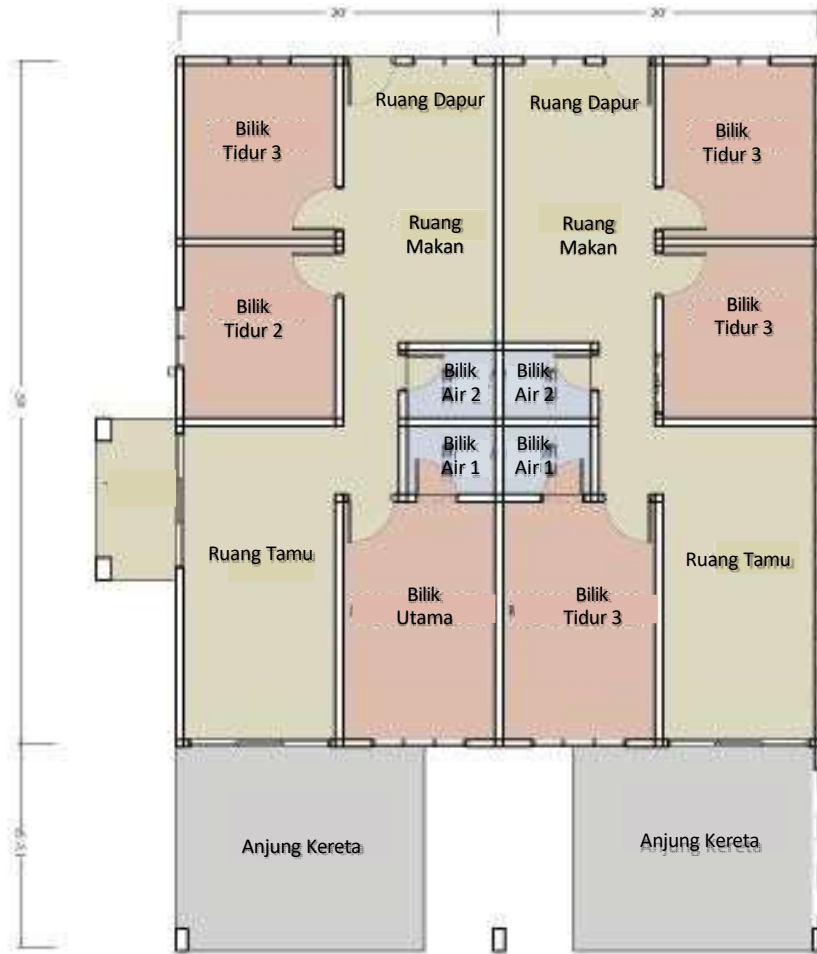 20'
20'
Ruang Dapur
Ruang Dapur
Bilik
Tidur 3
Bilik
Tidur 3
Ruang
Makan
Ruang
Makan
Bilik
Tidur 2
Bilik
Tidur 3
Bilik
Air 2
Bilik
Air 2
Bilik
Air 1
Bilik
Air 1
Ruang Tamu
Ruang Tamu
Bilik
Utama
Bilik
Tidur 3
Anjung Kereta
Anjung Kereta